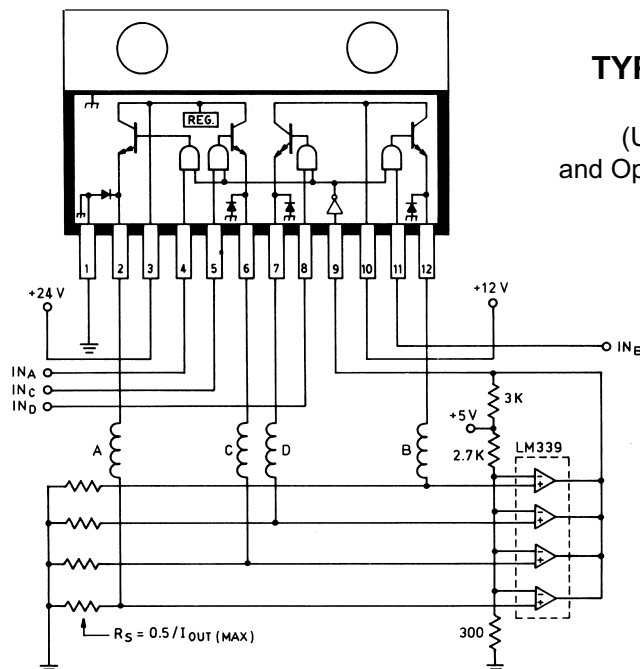 TYP
(U
and Op
REG.
1 2 3 4 5 6 7 8 9 10 11 12
+24 V
+12 V
IN_A
IN_C
IN_D
IN_B
3K
+5V
2.7K
LM339
A C D B
− +
− +
− +
− +
R_S = 0.5/I_OUT (MAX)
300